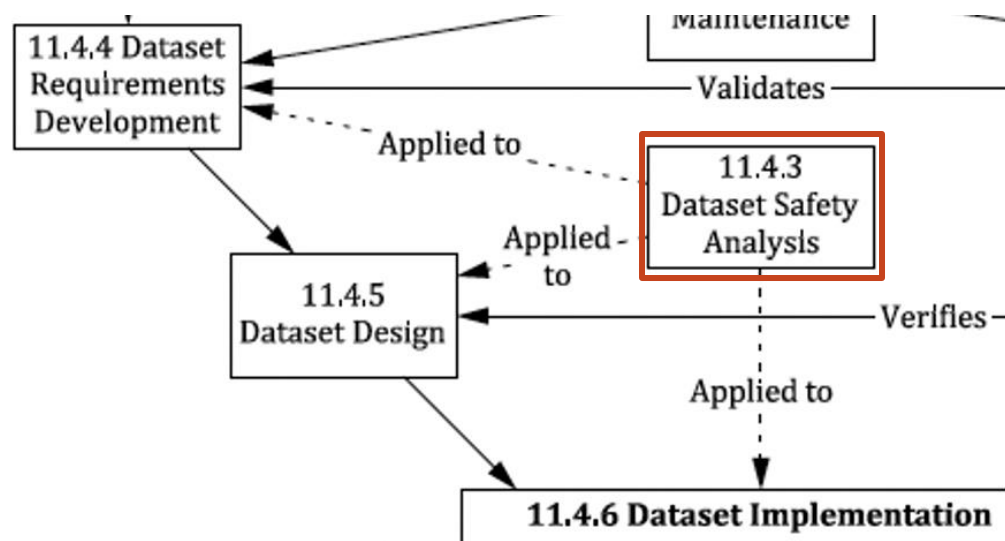 Maintenance
11.4.4 Dataset
Requirements
Development
Validates
Applied to
11.4.3
Dataset Safety
Analysis
Applied
to
11.4.5
Dataset Design
Verifies
Applied to
11.4.6 Dataset Implementation